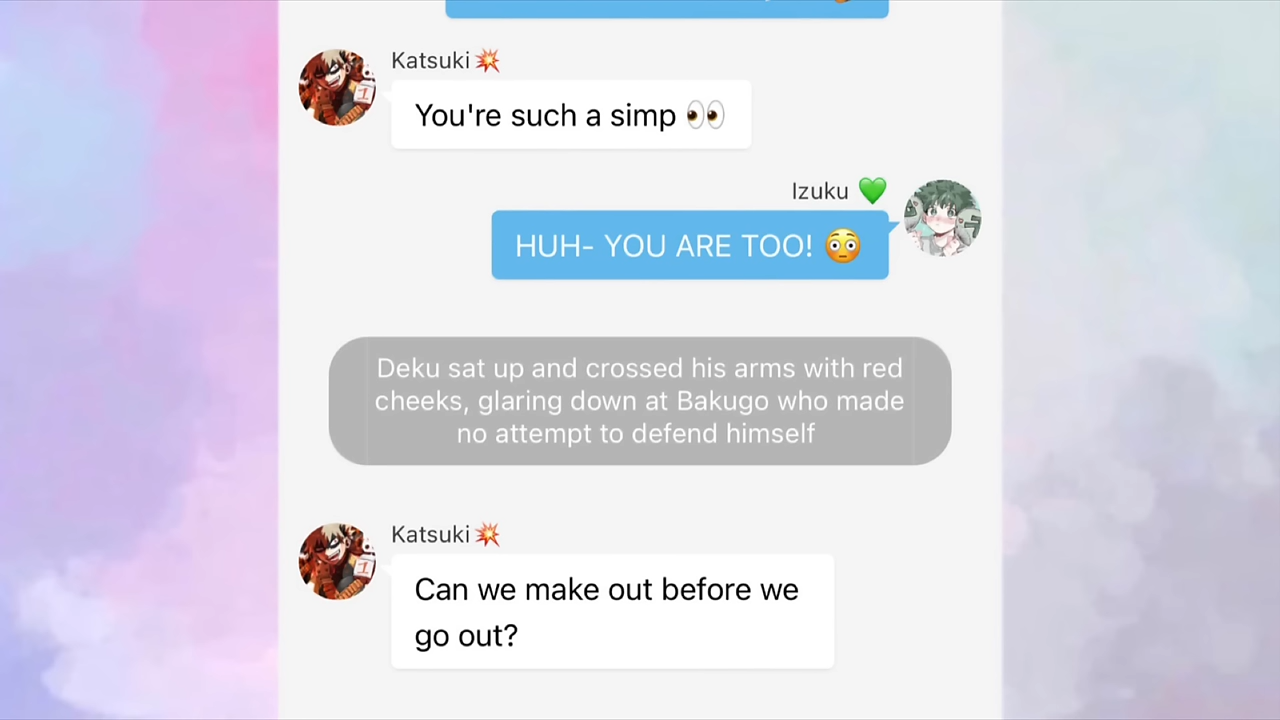 Katsuki💥
You're such a simp 👀
Izuku 💚
HUH- YOU ARE TOO! 😳
Deku sat up and crossed his arms with red
cheeks, glaring down at Bakugo who made
no attempt to defend himself
Katsuki💥
Can we make out before we
go out?